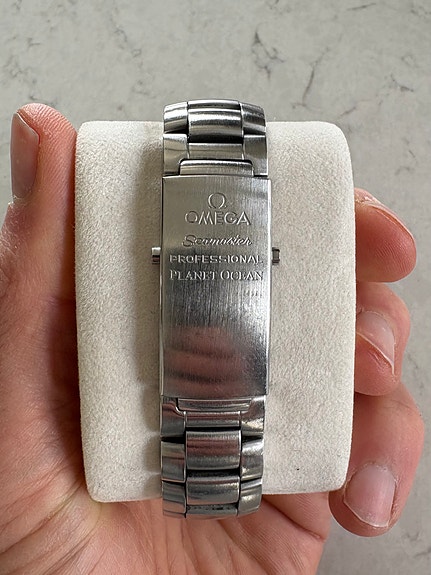 Ω
OMEGA
Seamaster
PROFESSIONAL
PLANET OCEAN